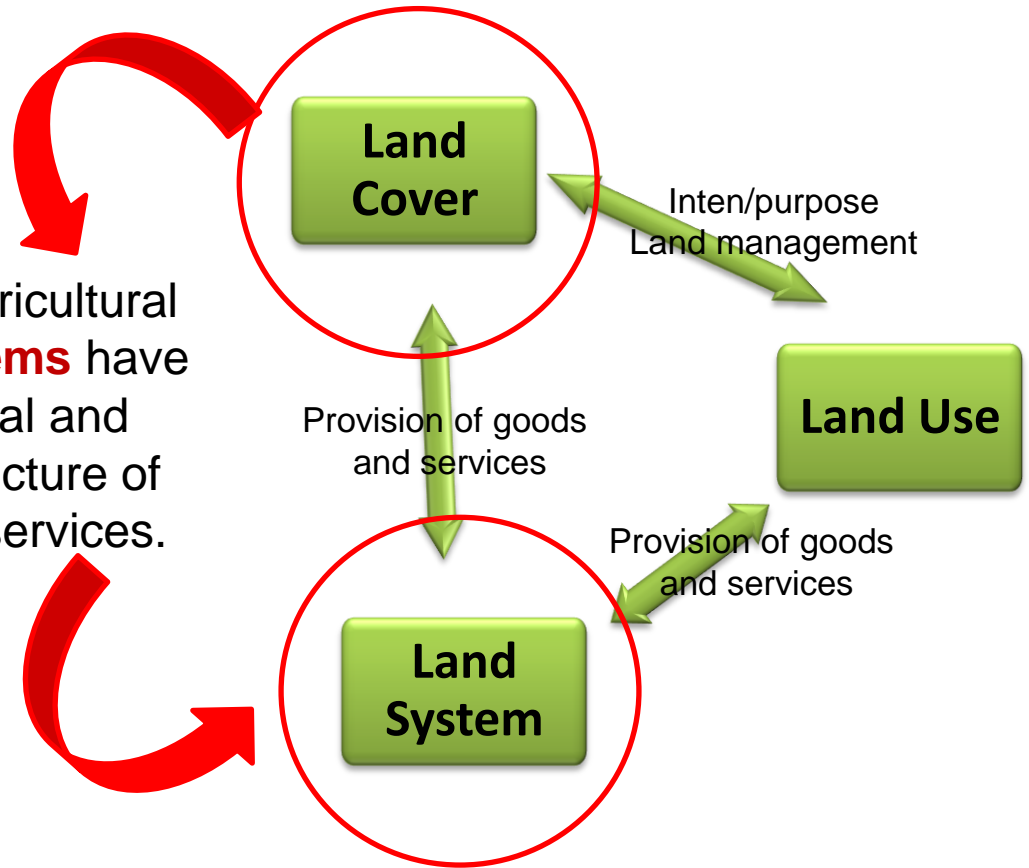 Land
Cover
Inten/purpose
Land management
ricultural
ems have
al and
cture of
services.
Provision of goods
and services
Land Use
Provision of goods
and services
Land
System